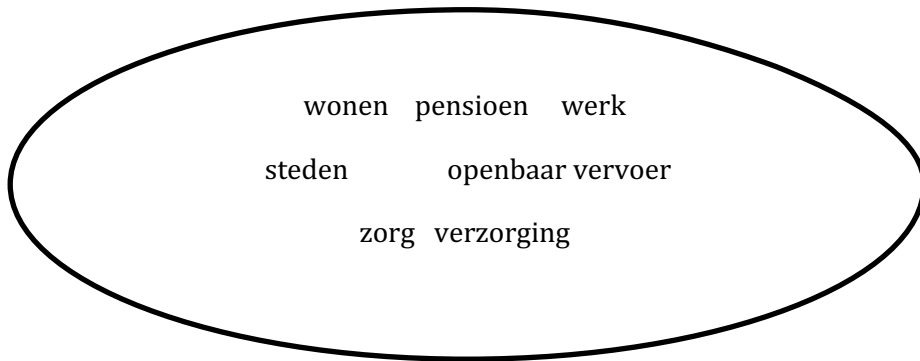 wonen pensioen werk
steden openbaar vervoer
zorg verzorging